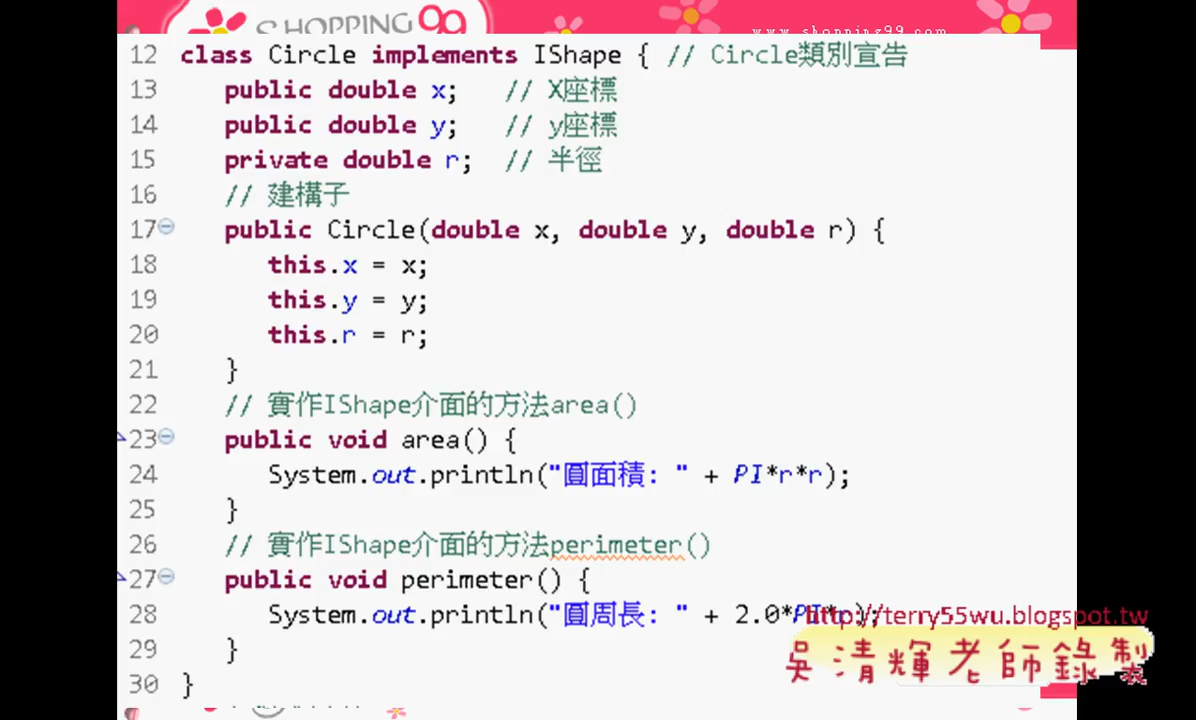 SHOPPING 99
www.shopping99.com
12 class Circle implements IShape { // Circle類別宣告
13 public double x; // X座標
14 public double y; // y座標
15 private double r; // 半徑
16 // 建構子
17 public Circle(double x, double y, double r) {
18 this.x = x;
19 this.y = y;
20 this.r = r;
21 }
22 // 實作IShape介面的方法area()
23 public void area() {
24 System.out.println("圓面積: " + PI*r*r);
25 }
26 // 實作IShape介面的方法perimeter()
27 public void perimeter() {
28 System.out.println("圓周長: " + 2.0*PI*r);
http://terry55wu.blogspot.tw
29 }
吳清輝老師錄製
30 }